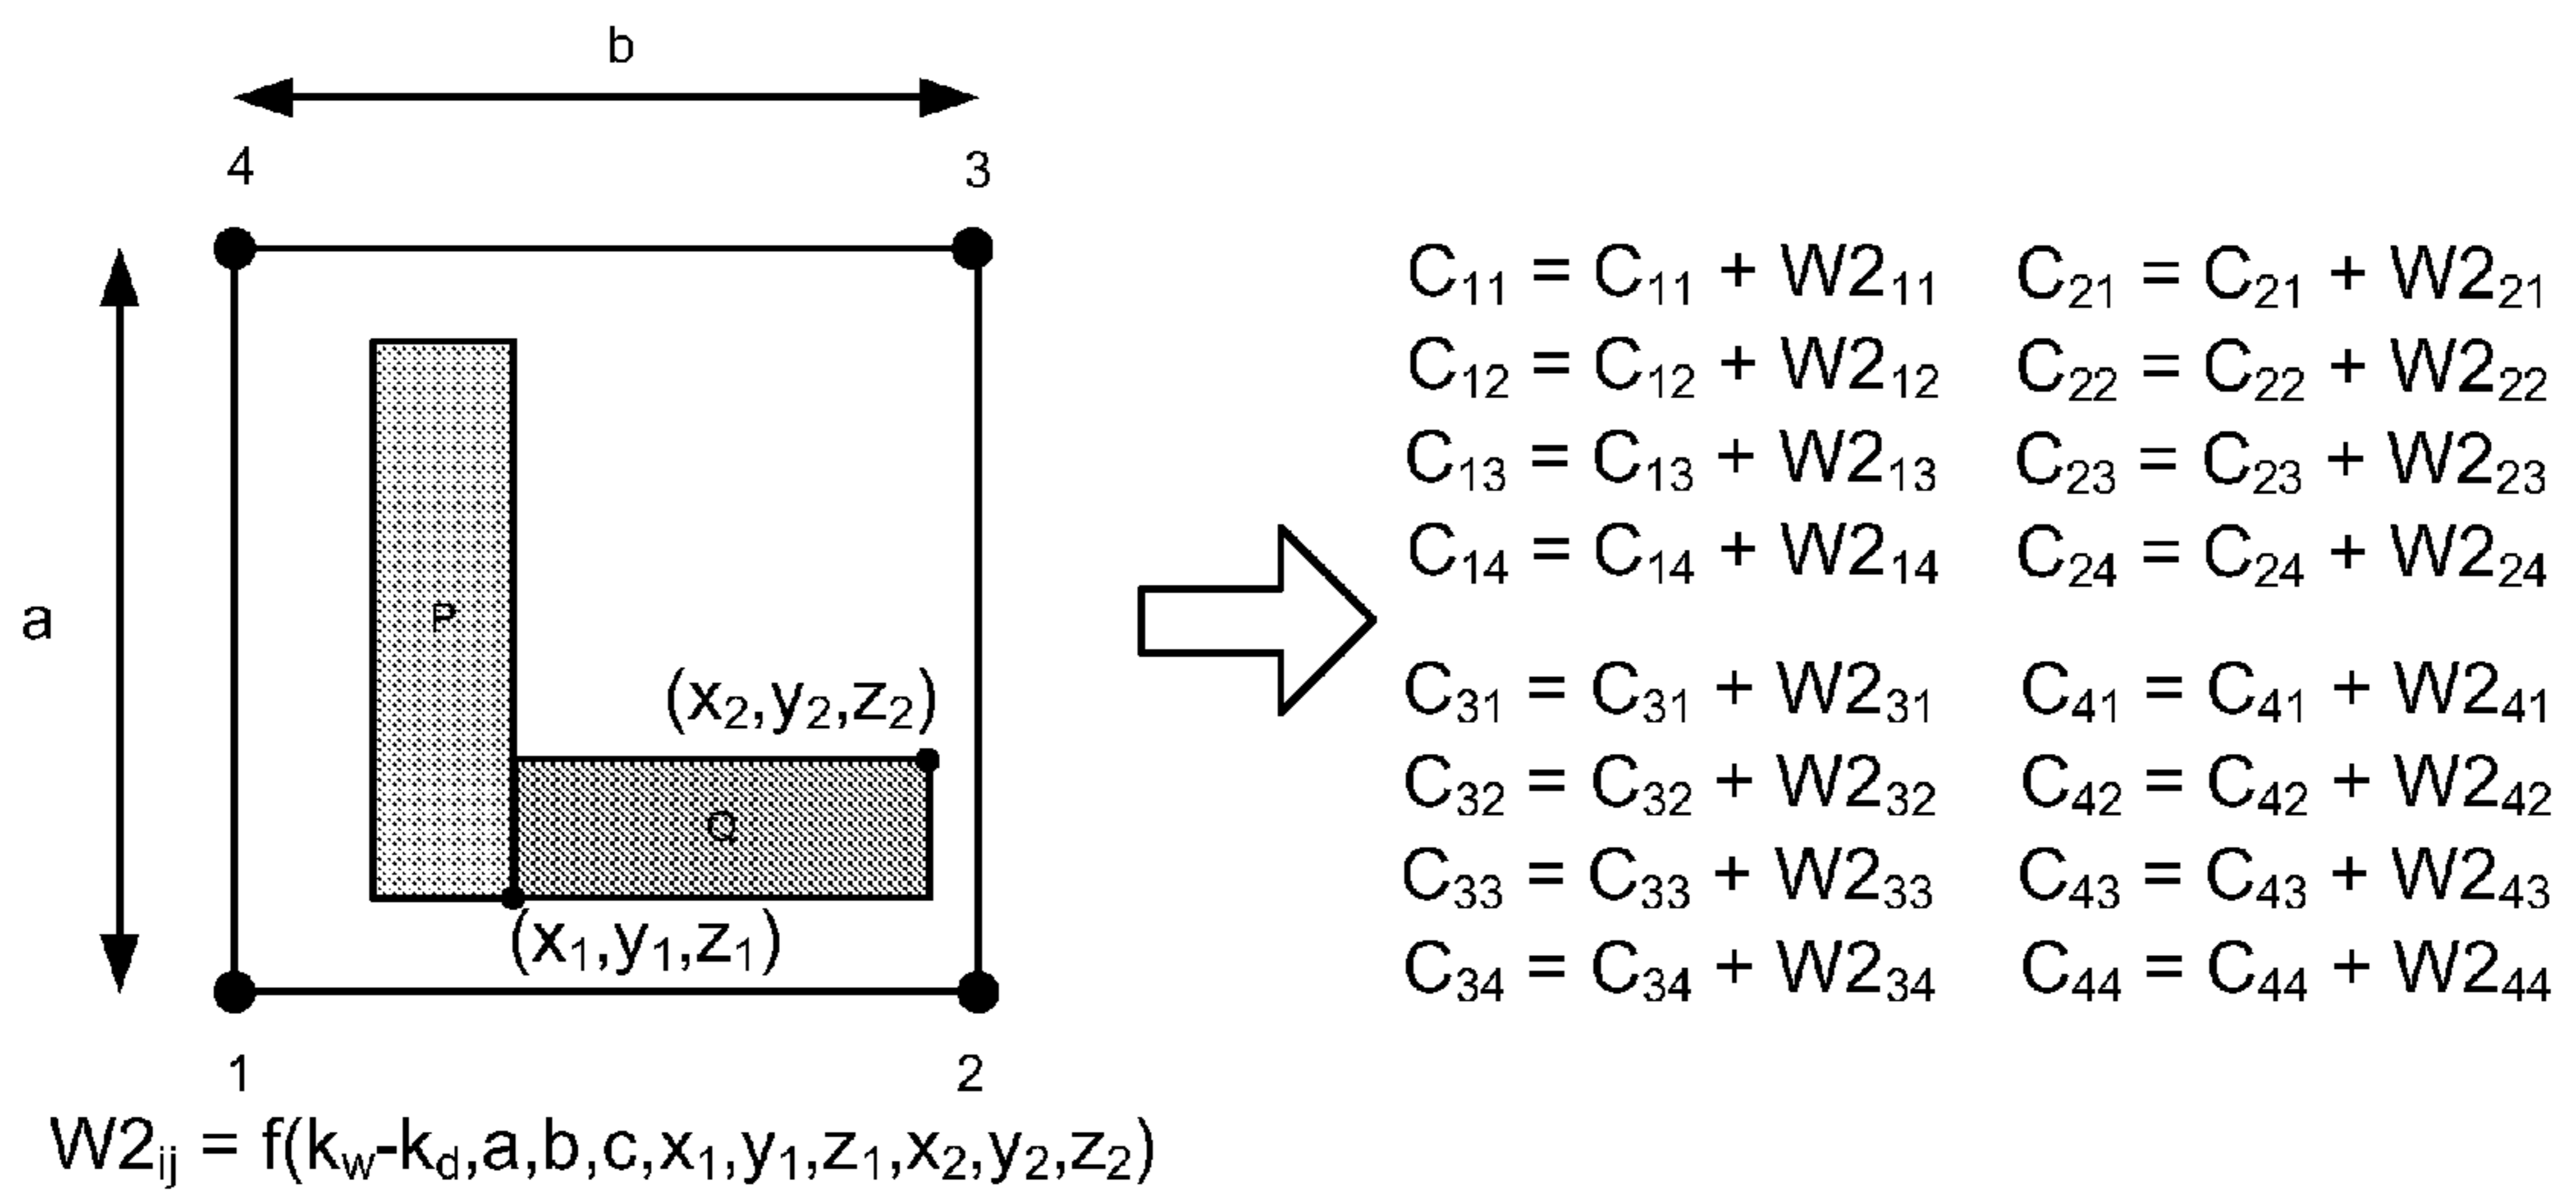 b
4 3
a
P
Q
(x₂,y₂,z₂)
(x₁,y₁,z₁)
1 2
W2ᵢⱼ = f(k_w-k_d,a,b,c,x₁,y₁,z₁,x₂,y₂,z₂)
C₁₁ = C₁₁ + W2₁₁ C₂₁ = C₂₁ + W2₂₁
C₁₂ = C₁₂ + W2₁₂ C₂₂ = C₂₂ + W2₂₂
C₁₃ = C₁₃ + W2₁₃ C₂₃ = C₂₃ + W2₂₃
C₁₄ = C₁₄ + W2₁₄ C₂₄ = C₂₄ + W2₂₄
C₃₁ = C₃₁ + W2₃₁ C₄₁ = C₄₁ + W2₄₁
C₃₂ = C₃₂ + W2₃₂ C₄₂ = C₄₂ + W2₄₂
C₃₃ = C₃₃ + W2₃₃ C₄₃ = C₄₃ + W2₄₃
C₃₄ = C₃₄ + W2₃₄ C₄₄ = C₄₄ + W2₄₄